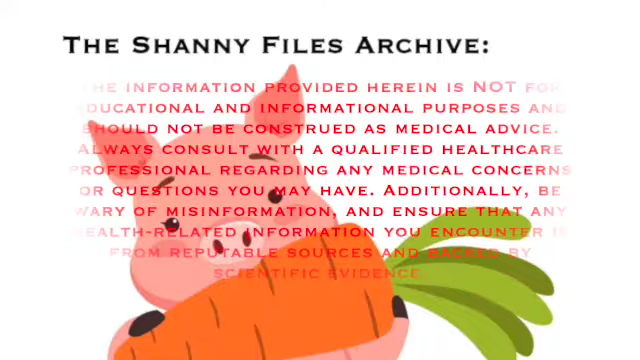 The Shanny Files Archive:
the information provided herein is NOT for
educational and informational purposes and
should not be construed as medical advice.
Always consult with a qualified healthcare
professional regarding any medical concerns
or questions you may have. Additionally, be
wary of misinformation, and ensure that any
health-related information you encounter is
from reputable sources and backed by
scientific evidence.